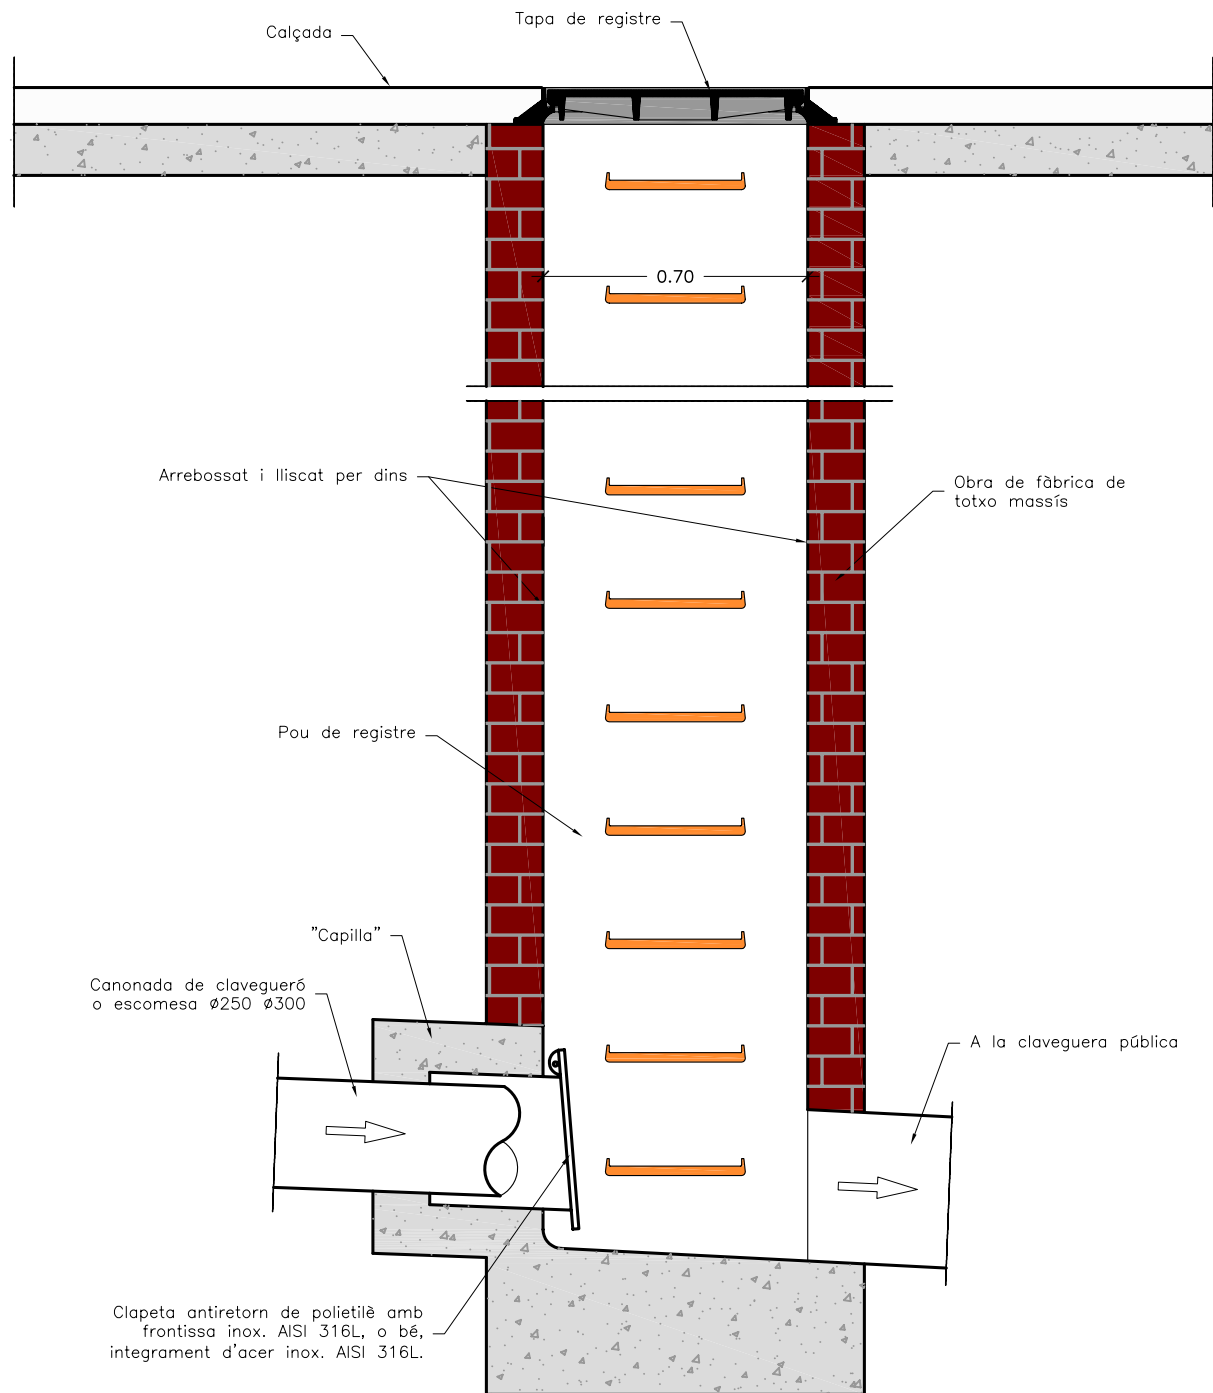 Tapa de registre
Calçada
0.70
Arrebossat i lliscat per dins
Obra de fàbrica de
totxo massís
Pou de registre
"Capilla"
Canonada de clavegueró
o escomesa Ø250 Ø300
A la claveguera pública
Clapeta antiretorn de polietilè amb
frontissa inox. AISI 316L, o bé,
integrament d'acer inox. AISI 316L.